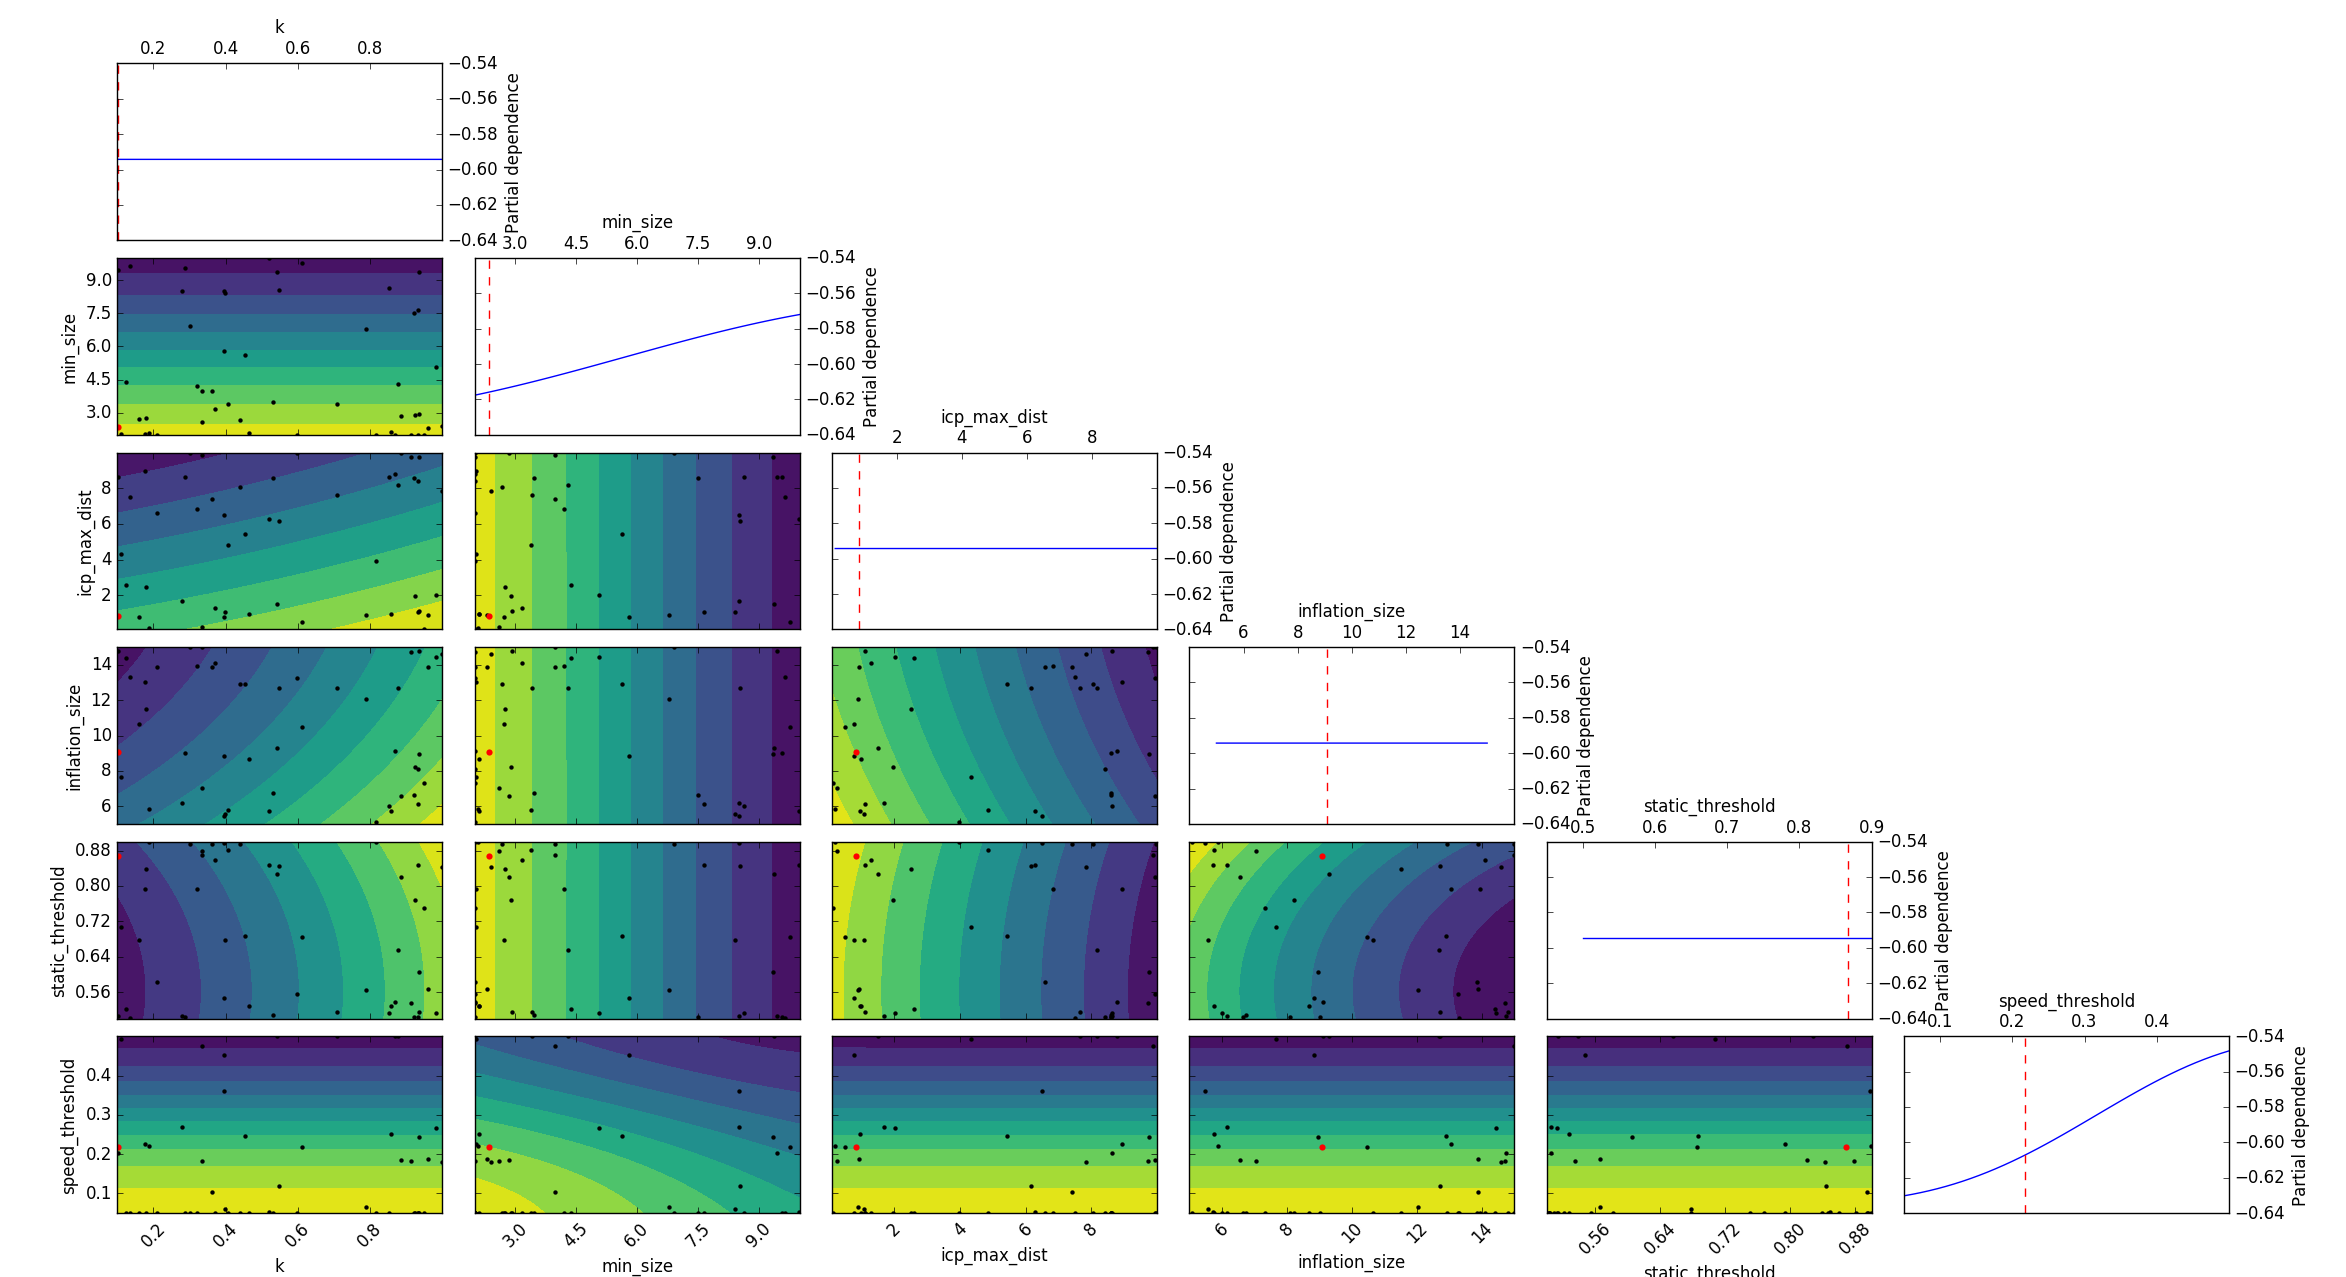 k
0.2 0.4 0.6 0.8
−0.54
−0.56
−0.58
−0.60
−0.62
−0.64
Partial dependence
min_size
3.0 4.5 6.0 7.5 9.0
−0.54
−0.56
−0.58
−0.60
−0.62
−0.64
Partial dependence
min_size
9.0
7.5
6.0
4.5
3.0
icp_max_dist
2 4 6 8
−0.54
−0.56
−0.58
−0.60
−0.62
−0.64
Partial dependence
icp_max_dist
8
6
4
2
inflation_size
6 8 10 12 14
−0.54
−0.56
−0.58
−0.60
−0.62
−0.64
Partial dependence
inflation_size
14
12
10
8
6
static_threshold
0.5 0.6 0.7 0.8 0.9
−0.54
−0.56
−0.58
−0.60
−0.62
−0.64
Partial dependence
static_threshold
0.88
0.80
0.72
0.64
0.56
speed_threshold
0.1 0.2 0.3 0.4
−0.54
−0.56
−0.58
−0.60
−0.62
−0.64
Partial dependence
speed_threshold
0.4
0.3
0.2
0.1
0.2 0.4 0.6 0.8
k
3.0 4.5 6.0 7.5 9.0
min_size
2 4 6 8
icp_max_dist
6 8 10 12 14
inflation_size
0.56 0.64 0.72 0.80 0.88
static_threshold